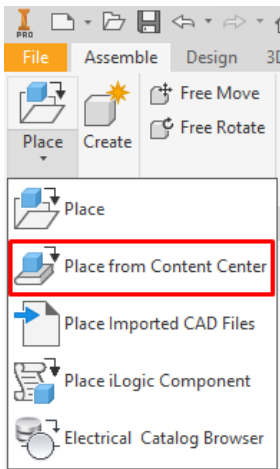 PRO
File Assemble Design 3D
Place Create Free Move
Free Rotate
Place
Place from Content Center
Place Imported CAD Files
Place iLogic Component
Electrical Catalog Browser